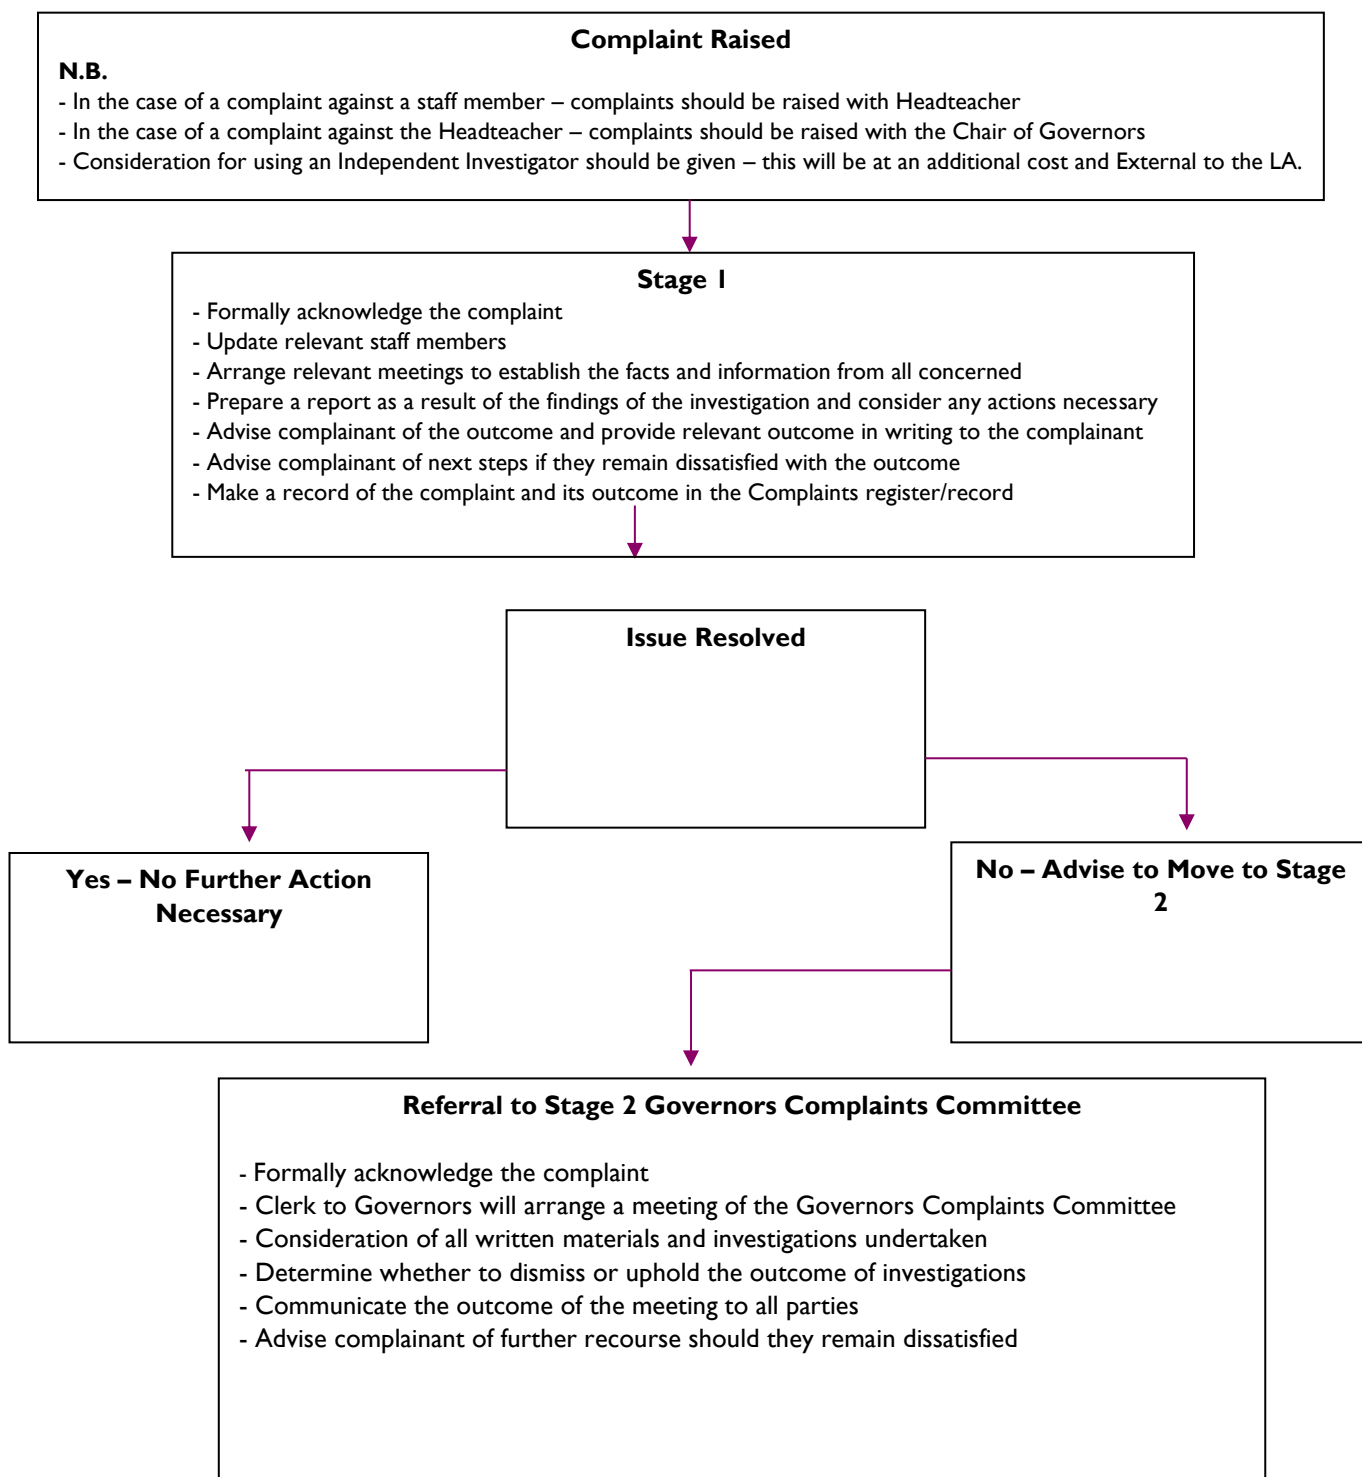 Complaint Raised
N.B.
- In the case of a complaint against a staff member – complaints should be raised with Headteacher
- In the case of a complaint against the Headteacher – complaints should be raised with the Chair of Governors
- Consideration for using an Independent Investigator should be given – this will be at an additional cost and External to the LA.
Stage 1
- Formally acknowledge the complaint
- Update relevant staff members
- Arrange relevant meetings to establish the facts and information from all concerned
- Prepare a report as a result of the findings of the investigation and consider any actions necessary
- Advise complainant of the outcome and provide relevant outcome in writing to the complainant
- Advise complainant of next steps if they remain dissatisfied with the outcome
- Make a record of the complaint and its outcome in the Complaints register/record
Issue Resolved
Yes – No Further Action
Necessary
No – Advise to Move to Stage
2
Referral to Stage 2 Governors Complaints Committee
- Formally acknowledge the complaint
- Clerk to Governors will arrange a meeting of the Governors Complaints Committee
- Consideration of all written materials and investigations undertaken
- Determine whether to dismiss or uphold the outcome of investigations
- Communicate the outcome of the meeting to all parties
- Advise complainant of further recourse should they remain dissatisfied